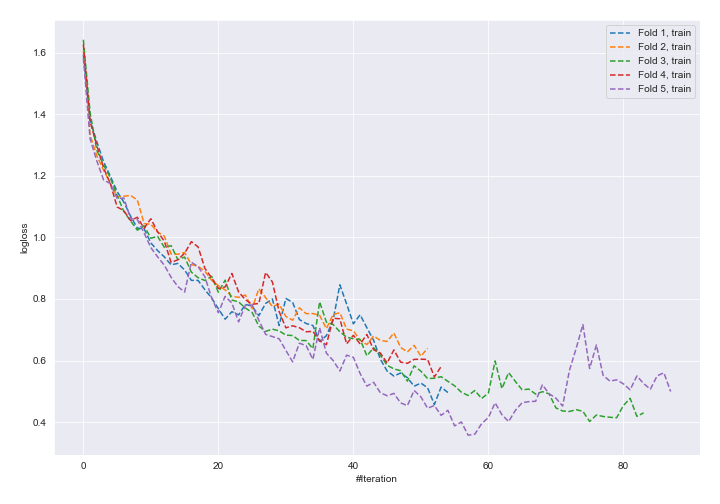 1.6
1.4
1.2
1.0
0.8
0.6
0.4
logloss
0
20
40
60
80
#Iteration
Fold 1, train
Fold 2, train
Fold 3, train
Fold 4, train
Fold 5, train